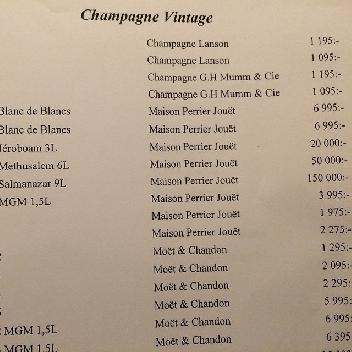 Champagne Vintage
Champagne Lanson 1 195:-
Champagne Lanson 1 095:-
Champagne G.H Mumm & Cie 1 195:-
Champagne G.H Mumm & Cie 1 095:-
Blanc de Blancs Maison Perrier Jouët 6 995:-
Blanc de Blancs Maison Perrier Jouët 6 995:-
Jéroboam 3L Maison Perrier Jouët 20 000:-
Methusalem 6L Maison Perrier Jouët 50 000:-
Salmanazar 9L Maison Perrier Jouët 150 000:-
MGM 1,5L Maison Perrier Jouët 3 995:-
Maison Perrier Jouët 1 975:-
Maison Perrier Jouët 2 275:-
Moët & Chandon 1 295:-
Moët & Chandon 2 095:-
Moët & Chandon 2 295:
Moët & Chandon 5 995:
MGM 1,5L Moët & Chandon 6 995:
MGM 1,5L Moët & Chandon 6 395